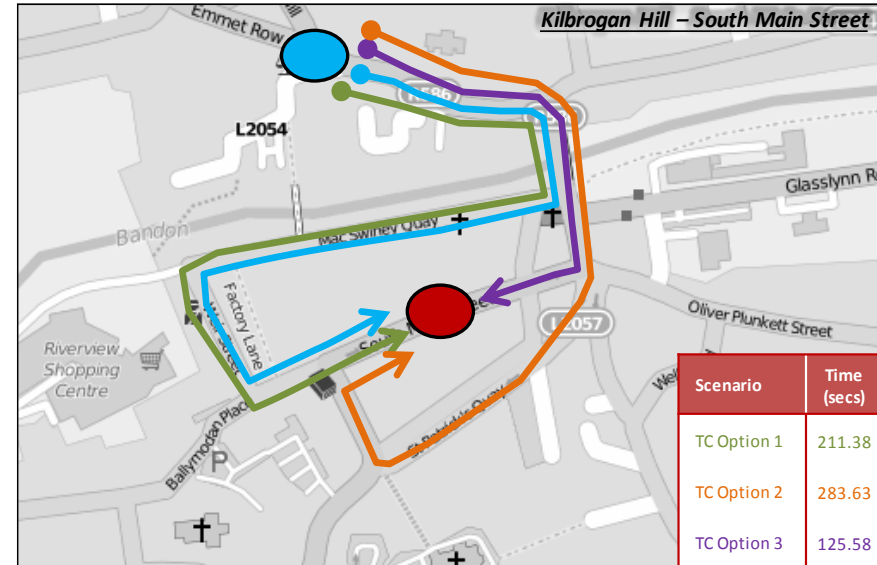 Kilbrogan Hill – South Main Street
Emmet Row
L2054
Glasslynn R
Mac Swiney Quay
Bandon
Factory Lane
L2057
Oliver Plunkett Street
Riverview
Shopping
Centre
Ballymodan Place
P
St Patrick's Quay
Scenario
Time
(secs)
TC Option 1
211.38
TC Option 2
283.63
TC Option 3
125.58